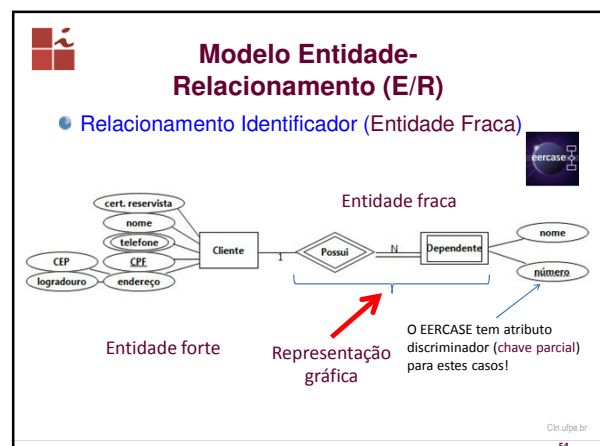 Modelo Entidade-
Relacionamento (E/R)
Relacionamento Identificador (Entidade Fraca)
eercase
Entidade fraca
cert. reservista
nome
telefone
CPF
CEP
logradouro
endereço
Cliente
1
Possui
N
Dependente
nome
número
Entidade forte
Representação
gráfica
O EERCASE tem atributo
discriminador (chave parcial)
para estes casos!
CIn.ufpe.br
54